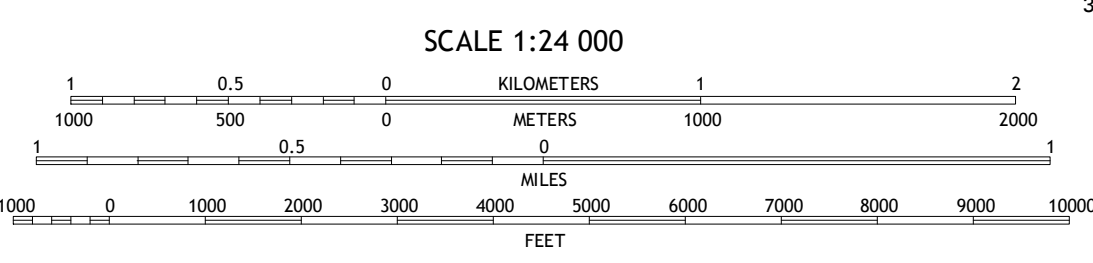 3
SCALE 1:24 000
1 0.5 0 KILOMETERS 1 2
1000 500 0 METERS 1000 2000
1 0.5 0 1
MILES
1000 0 1000 2000 3000 4000 5000 6000 7000 8000 9000 10000
FEET